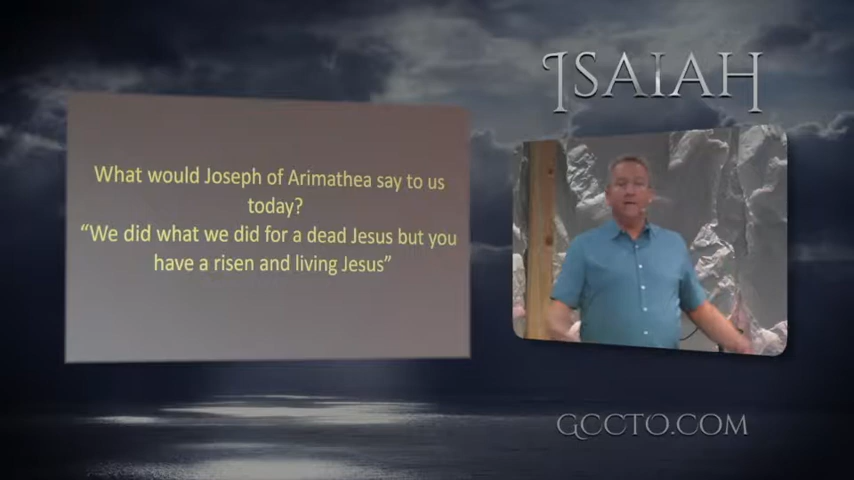 ISAIAH
What would Joseph of Arimathea say to us
today?
“We did what we did for a dead Jesus but you
have a risen and living Jesus”
GCCTO.COM